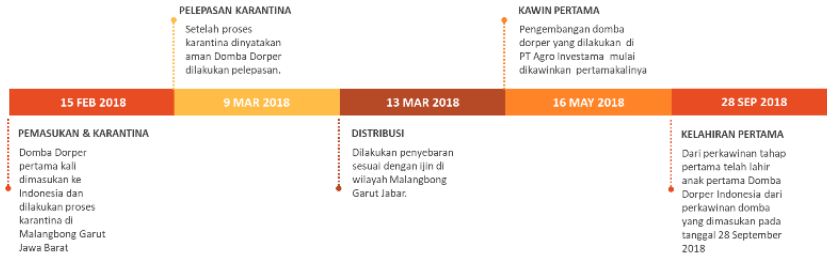 PELEPASAN KARANTINA
Setelah proses
karantina dinyatakan
aman Domba Dorper
dilakukan pelepasan.
KAWIN PERTAMA
Pengembangan domba
dorper yang dilakukan di
PT Agro Investama mulai
dikawinkan pertamakalinya
15 FEB 2018
9 MAR 2018
13 MAR 2018
16 MAY 2018
28 SEP 2018
PEMASUKAN & KARANTINA
Domba Dorper
pertama kali
dimasukan ke
Indonesia dan
dilakukan proses
karantina di
Malangbong Garut
Jawa Barat
DISTRIBUSI
Dilakukan penyebaran
sesuai dengan ijin di
wilayah Malangbong
Garut Jabar.
KELAHIRAN PERTAMA
Dari perkawinan tahap
pertama telah lahir
anak pertama Domba
Dorper Indonesia dari
perkawinan domba
yang dimasukan pada
tanggal 28 September
2018